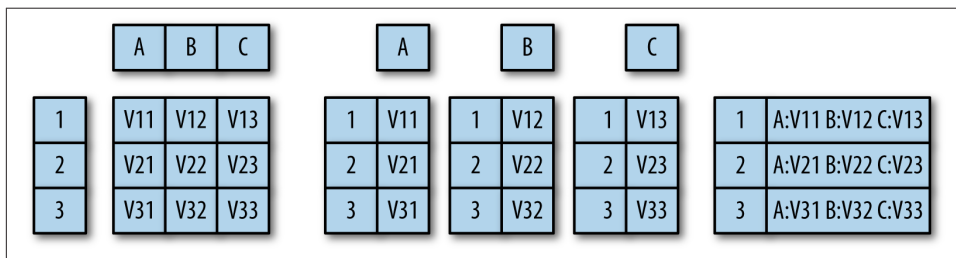 A B C A B C
1 V11 V12 V13 1 V11 1 V12 1 V13 1 A:V11 B:V12 C:V13
2 V21 V22 V23 2 V21 2 V22 2 V23 2 A:V21 B:V22 C:V23
3 V31 V32 V33 3 V31 3 V32 3 V33 3 A:V31 B:V32 C:V33